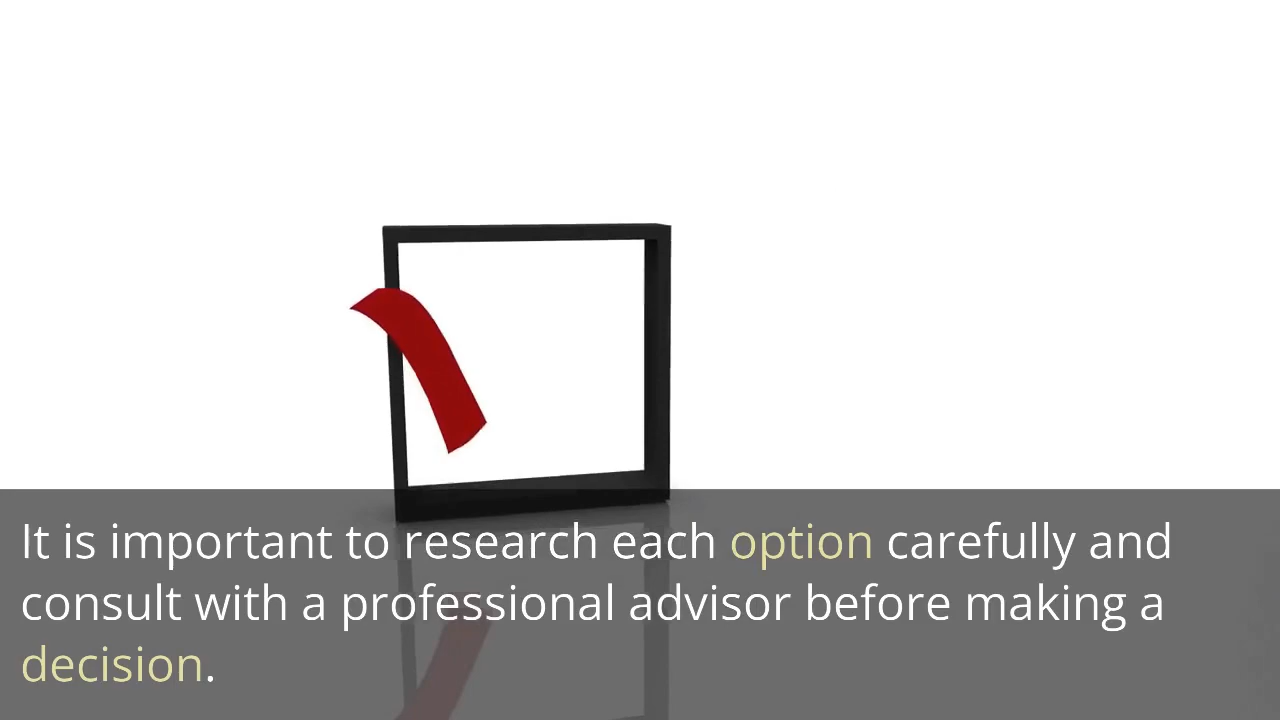 It is important to research each option carefully and
consult with a professional advisor before making a
decision.